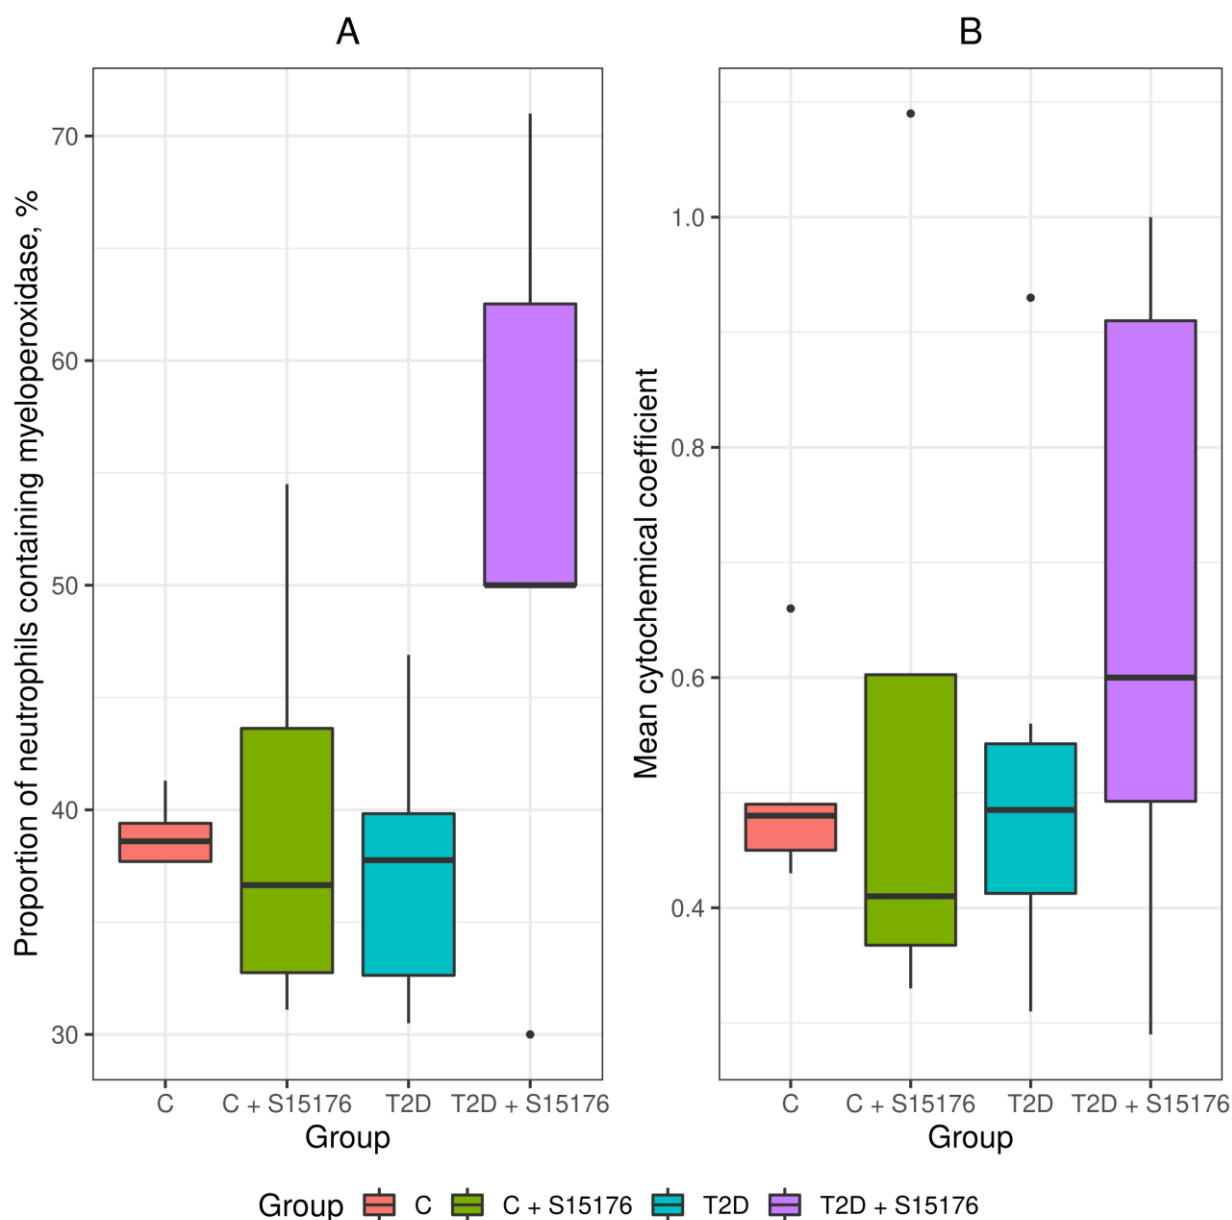 A
Proportion of neutrophils containing myeloperoxidase, %
70
60
50
40
30
C
C + S15176
T2D
T2D + S15176
Group
B
Mean cytochemical coefficient
1.0
0.8
0.6
0.4
C
C + S15176
T2D
T2D + S15176
Group
Group C C + S15176 T2D T2D + S15176